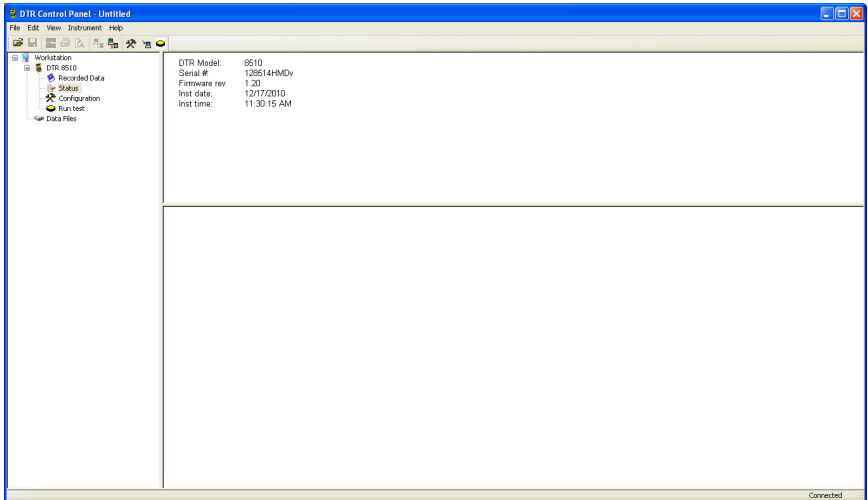 DTR Control Panel - Untitled
File Edit View Instrument Help
Workstation
DTR 8510
Recorded Data
Status
Configuration
Run test
Data Files
DTR Model: 8510
Serial #: 128514HMDv
Firmware rev: 1.20
Inst date: 12/17/2010
Inst time: 11:30:15 AM
Connected